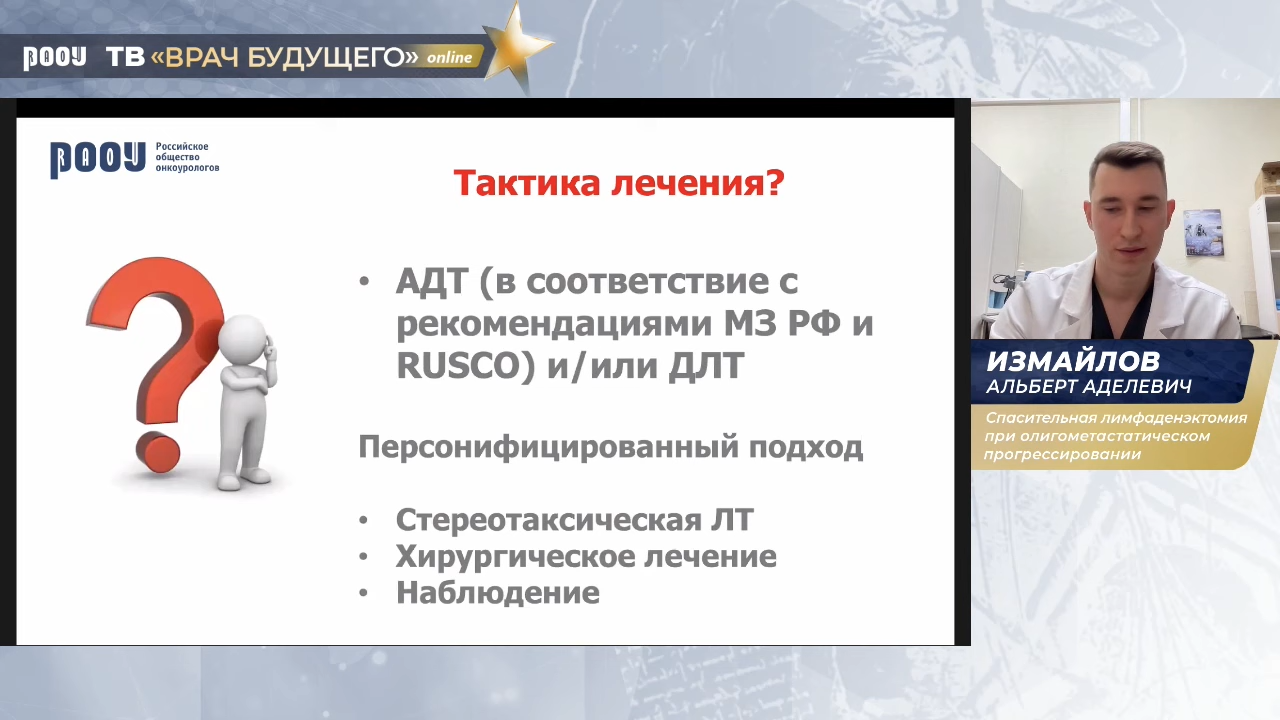 РООУ ТВ «ВРАЧ БУДУЩЕГО» online
РООУ
Российское
общество
онкоурологов
Тактика лечения?
• АДТ (в соответствие с
рекомендациями МЗ РФ и
RUSCO) и/или ДЛТ
Персонифицированный подход
• Стереотаксическая ЛТ
• Хирургическое лечение
• Наблюдение
ИЗМАЙЛОВ
АЛЬБЕРТ АДЕЛЕВИЧ
Спасительная лимфаденэктомия
при олигометастатическом
прогрессировании